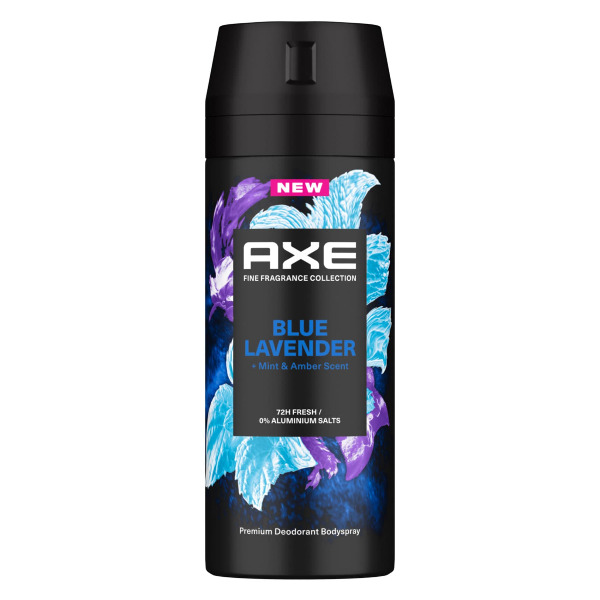 NEW
AXE
FINE FRAGRANCE COLLECTION
BLUE
LAVENDER
+ Mint & Amber Scent
72H FRESH /
0% ALUMINIUM SALTS
Premium Deodorant Bodyspray